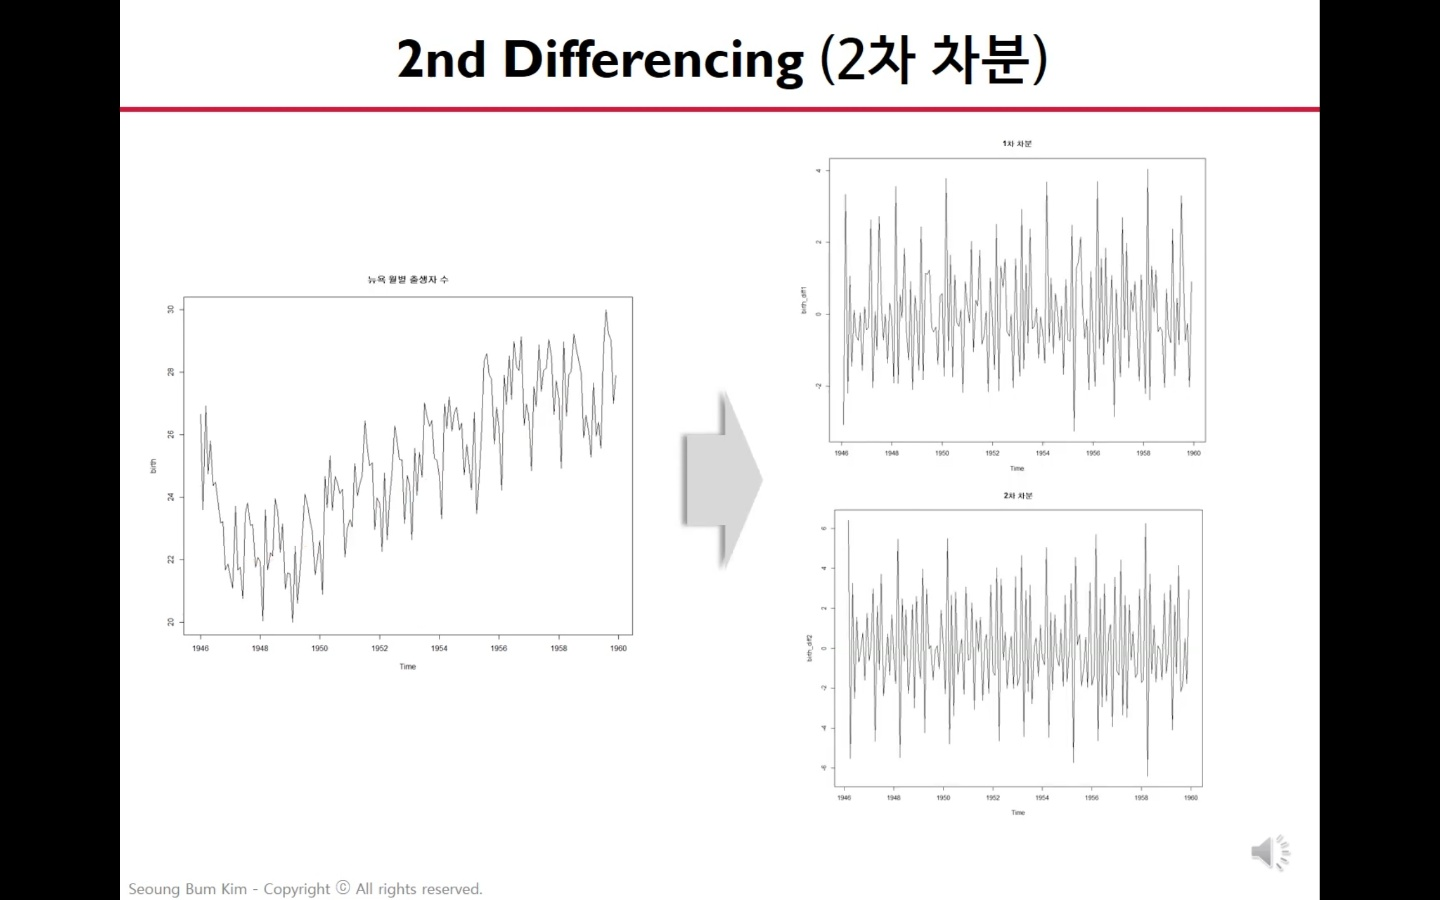 2nd Differencing (2차 차분)
뉴욕 월별 출생자 수
30
28
26
24
22
20
birth
1946 1948 1950 1952 1954 1956 1958 1960
Time
1차 차분
4
2
0
-2
birth_diff1
1946 1948 1950 1952 1954 1956 1958 1960
Time
2차 차분
6
4
2
0
-2
-4
-6
birth_diff2
1946 1948 1950 1952 1954 1956 1958 1960
Time
Seoung Bum Kim - Copyright ⓒ All rights reserved.